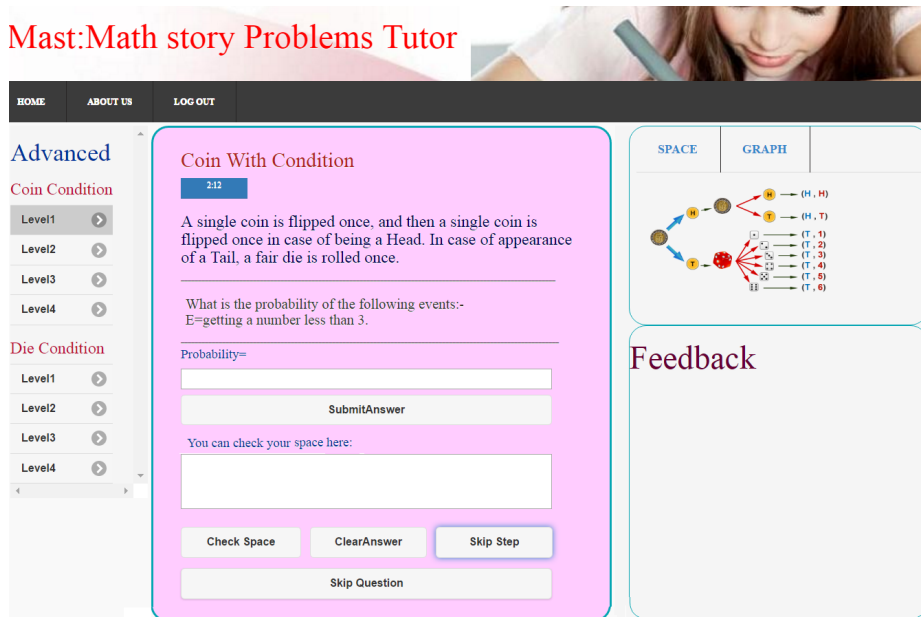 Mast:Math story Problems Tutor
HOME
ABOUT US
LOG OUT
Advanced
Coin Condition
Level1
Level2
Level3
Level4
Die Condition
Level1
Level2
Level3
Level4
Coin With Condition
2:12
A single coin is flipped once, and then a single coin is
flipped once in case of being a Head. In case of appearance
of a Tail, a fair die is rolled once.
What is the probability of the following events:-
E=getting a number less than 3.
Probability=
SubmitAnswer
You can check your space here:
Check Space
ClearAnswer
Skip Step
Skip Question
SPACE
GRAPH
H
H
(H , H)
T
(H , T)
T
(T , 1)
(T , 2)
(T , 3)
(T , 4)
(T , 5)
(T , 6)
Feedback